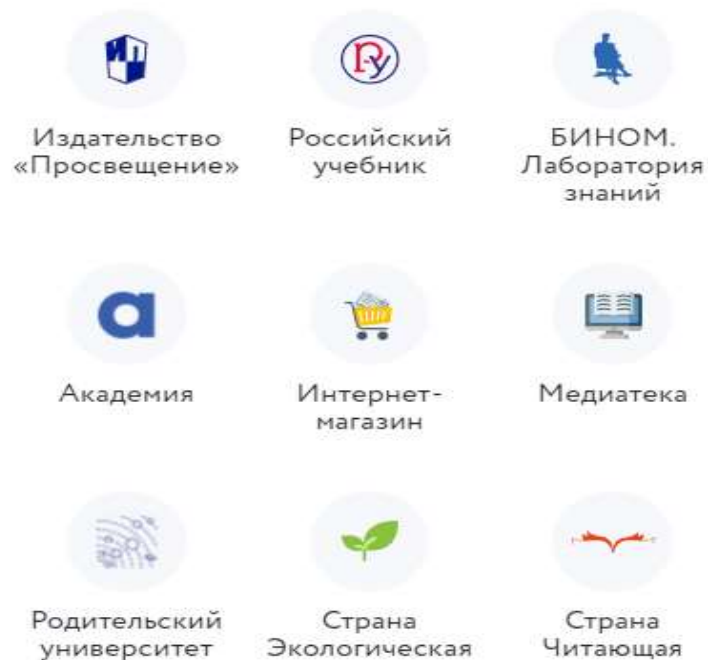 Издательство
«Просвещение»
Российский
учебник
БИНОМ.
Лаборатория
знаний
Академия
Интернет-
магазин
Медиатека
Родительский
университет
Страна
Экологическая
Страна
Читающая